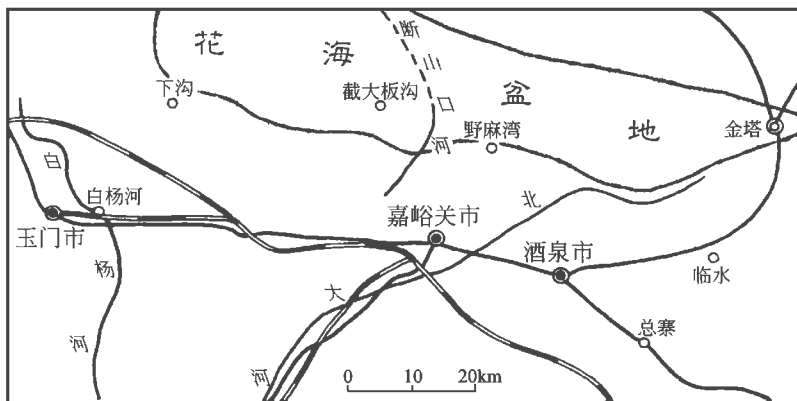 花海盆地
断山口河
下沟
截大板沟
野麻湾
金塔
白杨河
白杨河
玉门市
嘉峪关市
北大河
酒泉市
临水
总寨
0 10 20km